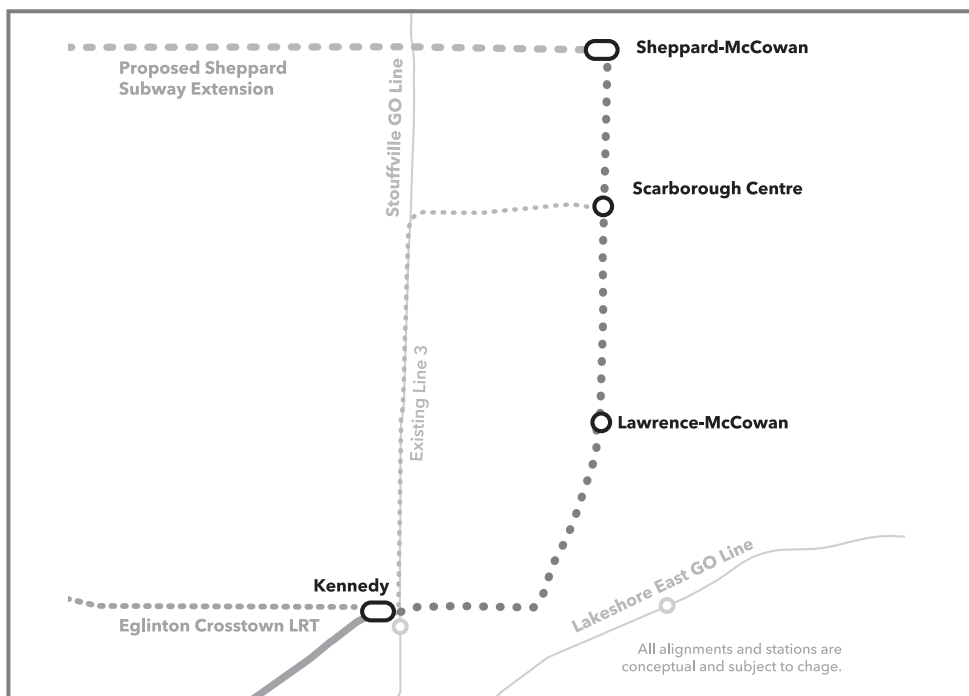 Sheppard-McCowan
Proposed Sheppard
Subway Extension
Stouffville GO Line
Scarborough Centre
Existing Line 3
Lawrence-McCowan
Kennedy
Eglinton Crosstown LRT
Lakeshore East GO Line
All alignments and stations are
conceptual and subject to chage.